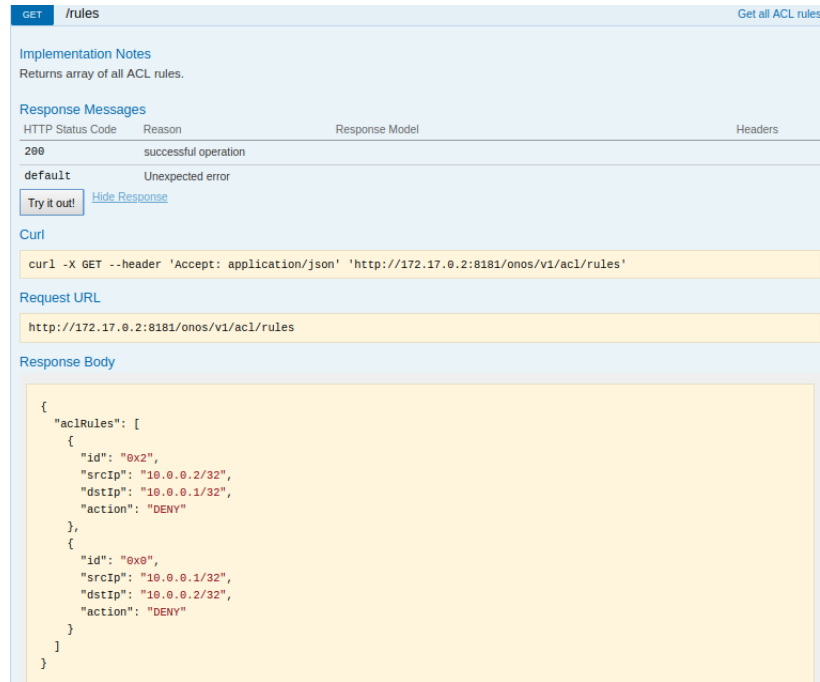 GET /rules Get all ACL rules
Implementation Notes
Returns array of all ACL rules.
Response Messages
HTTP Status Code Reason Response Model Headers
200 successful operation
default Unexpected error
Try it out! Hide Response
Curl
curl -X GET --header 'Accept: application/json' 'http://172.17.0.2:8181/onos/v1/acl/rules'
Request URL
http://172.17.0.2:8181/onos/v1/acl/rules
Response Body
{
  "aclRules": [
    {
      "id": "0x2",
      "srcIp": "10.0.0.2/32",
      "dstIp": "10.0.0.1/32",
      "action": "DENY"
    },
    {
      "id": "0x0",
      "srcIp": "10.0.0.1/32",
      "dstIp": "10.0.0.2/32",
      "action": "DENY"
    }
  ]
}